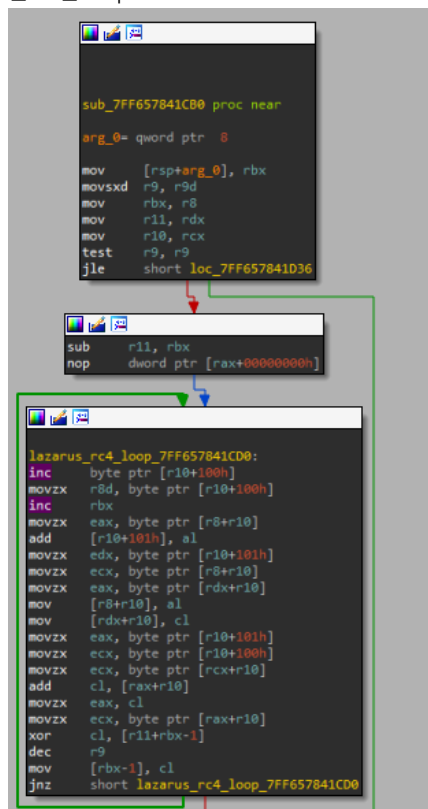 sub_7FF657841CB0 proc near
arg_0= qword ptr  8
mov     [rsp+arg_0], rbx
movsxd  r9, r9d
mov     rbx, r8
mov     r11, rdx
mov     r10, rcx
test    r9, r9
jle     short loc_7FF657841D36
sub     r11, rbx
nop     dword ptr [rax+00000000h]
lazarus_rc4_loop_7FF657841CD0:
inc     byte ptr [r10+100h]
movzx   r8d, byte ptr [r10+100h]
inc     rbx
movzx   eax, byte ptr [r8+r10]
add     [r10+101h], al
movzx   edx, byte ptr [r10+101h]
movzx   ecx, byte ptr [r8+r10]
movzx   eax, byte ptr [rdx+r10]
mov     [r8+r10], al
mov     [rdx+r10], cl
movzx   eax, byte ptr [r10+101h]
movzx   ecx, byte ptr [r10+100h]
movzx   ecx, byte ptr [rcx+r10]
add     cl, [rax+r10]
movzx   eax, cl
movzx   ecx, byte ptr [rax+r10]
xor     cl, [r11+rbx-1]
dec     r9
mov     [rbx-1], cl
jnz     short lazarus_rc4_loop_7FF657841CD0